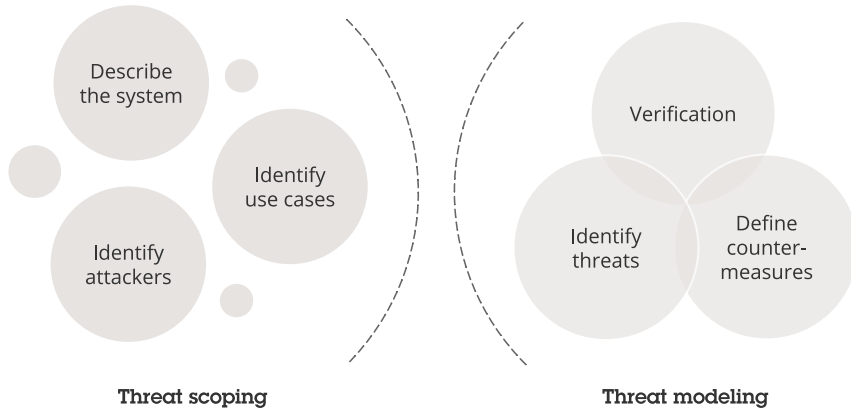 Describe
the system
Identify
use cases
Identify
attackers
Threat scoping
Verification
Identify
threats
Define
counter-
measures
Threat modeling